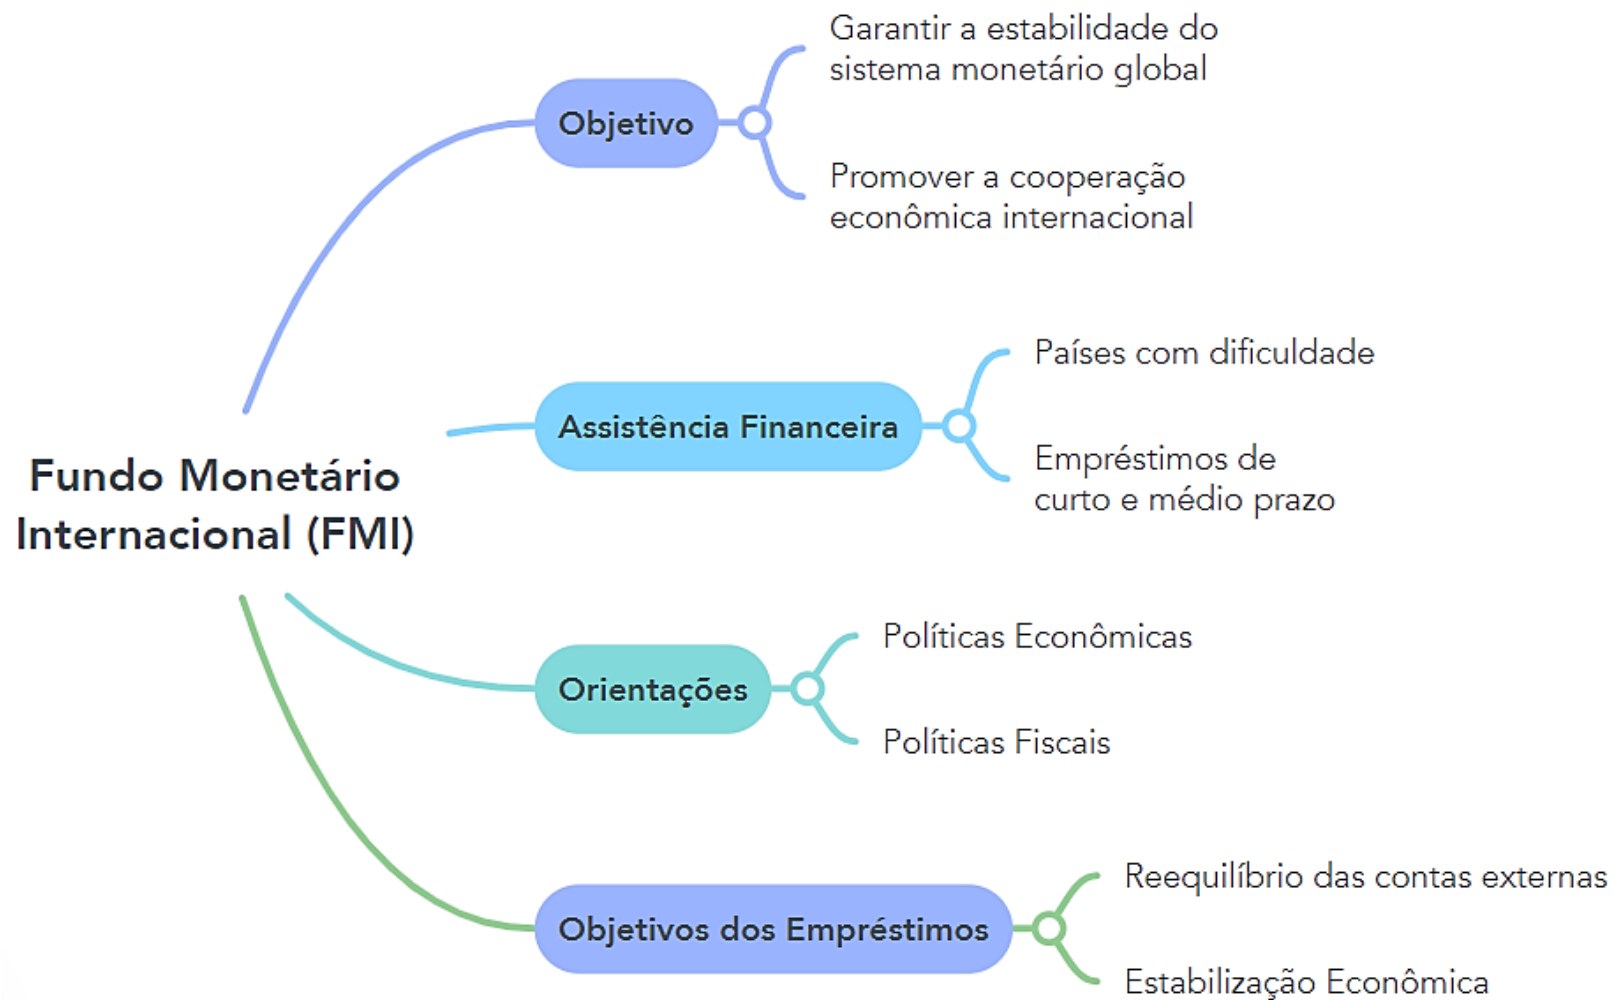 Fundo Monetário
Internacional (FMI)
Objetivo
Garantir a estabilidade do
sistema monetário global
Promover a cooperação
econômica internacional
Assistência Financeira
Países com dificuldade
Empréstimos de
curto e médio prazo
Orientações
Políticas Econômicas
Políticas Fiscais
Objetivos dos Empréstimos
Reequilíbrio das contas externas
Estabilização Econômica